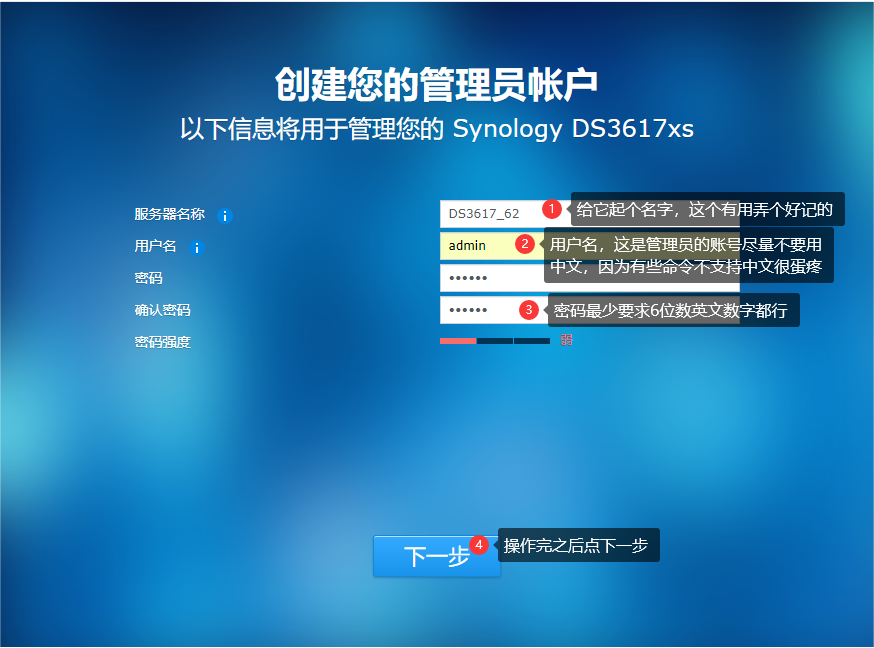 创建您的管理员帐户
以下信息将用于管理您的 Synology DS3617xs
服务器名称 i DS3617_62 1 给它起个名字，这个有用弄个好记的
用户名 i admin 2 用户名，这是管理员的账号尽量不要用
中文，因为有些命令不支持中文很蛋疼
密码 ••••••
确认密码 •••••• 3 密码最少要求6位数英文数字都行
密码强度 弱
下一步 4 操作完之后点下一步